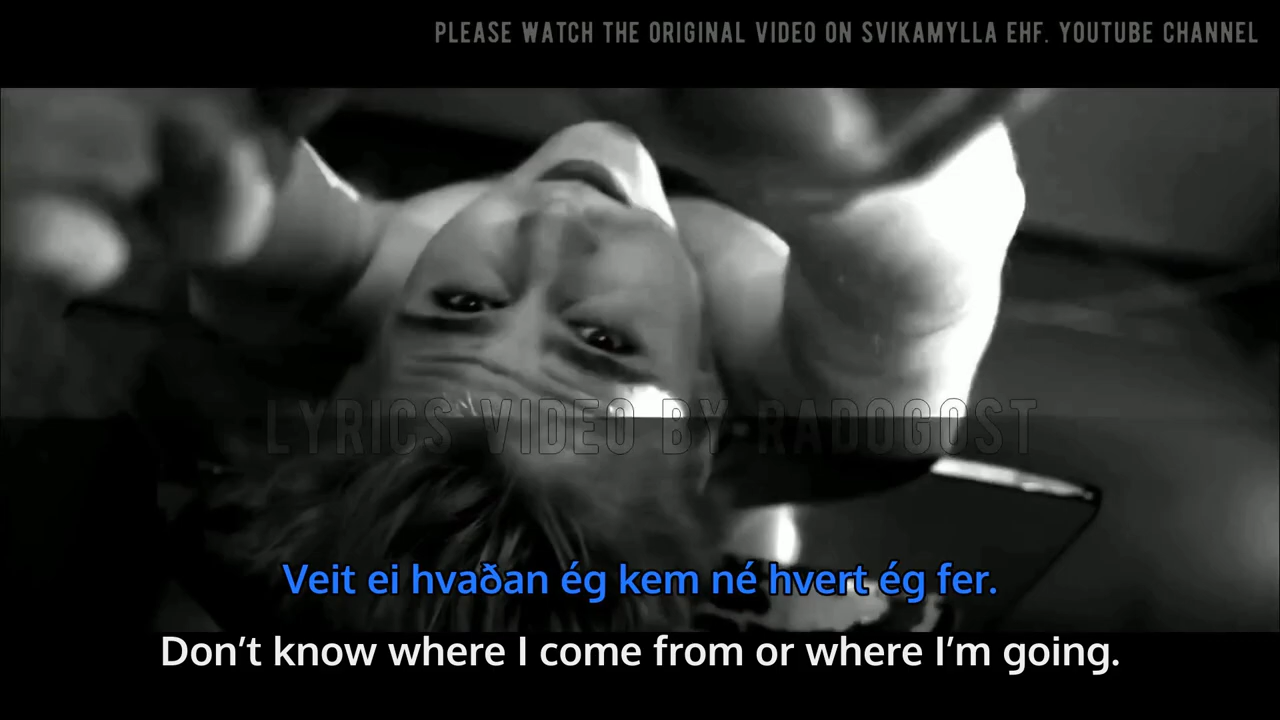 PLEASE WATCH THE ORIGINAL VIDEO ON SVIKAMYLLA EHF. YOUTUBE CHANNEL
LYRICS VIDEO BY RADOGOST
Veit ei hvaðan ég kem né hvert ég fer.
Don’t know where I come from or where I’m going.